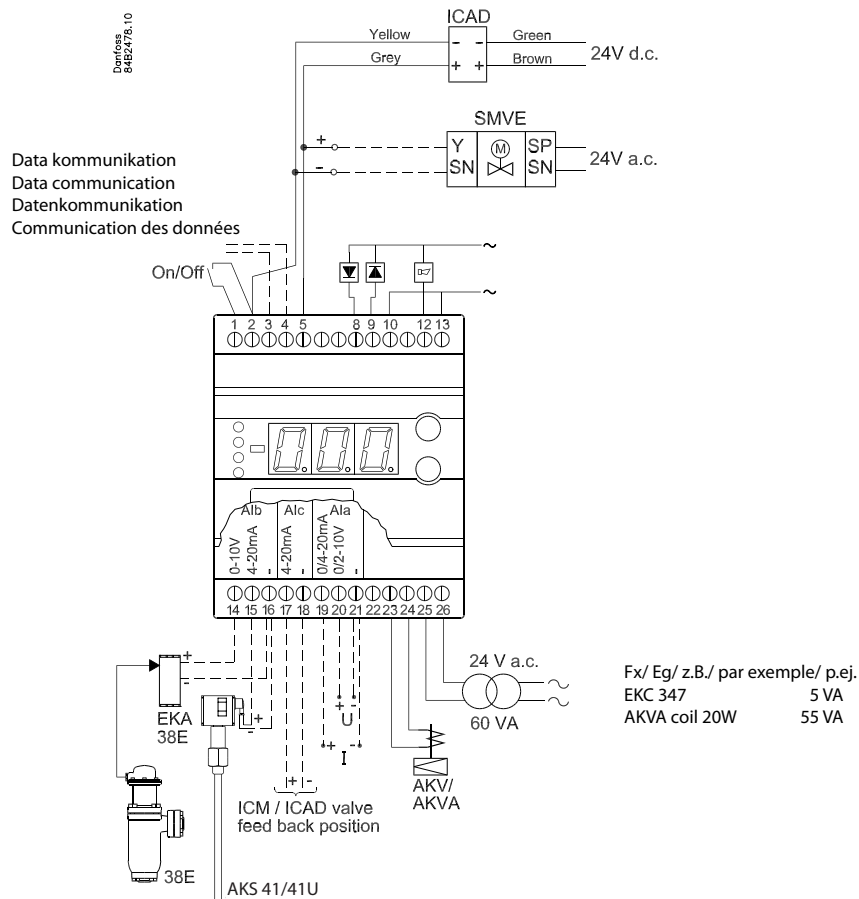 Danfoss
84B2478.10
ICAD
Yellow - - Green
Grey + + Brown
24V d.c.
SMVE
+ Y M SP
- SN SN
24V a.c.
Data kommunikation
Data communication
Datenkommunikation
Communication des données
On/Off
~
~
1 2 3 4 5 8 9 10 12 13
0.0.0.
AIb AIc AIa
0-10V
4-20mA
-
4-20mA
-
0/4-20mA
0/2-10V
-
14 15 16 17 18 19 20 21 22 23 24 25 26
+
-
EKA
38E
+
-
+ -
U
+ -
I
24 V a.c.
60 VA
Fx/ Eg/ z.B./ par exemple/ p.ej.
EKC 347 5 VA
AKVA coil 20W 55 VA
AKV/
AKVA
+ -
ICM / ICAD valve
feed back position
38E
AKS 41/41U